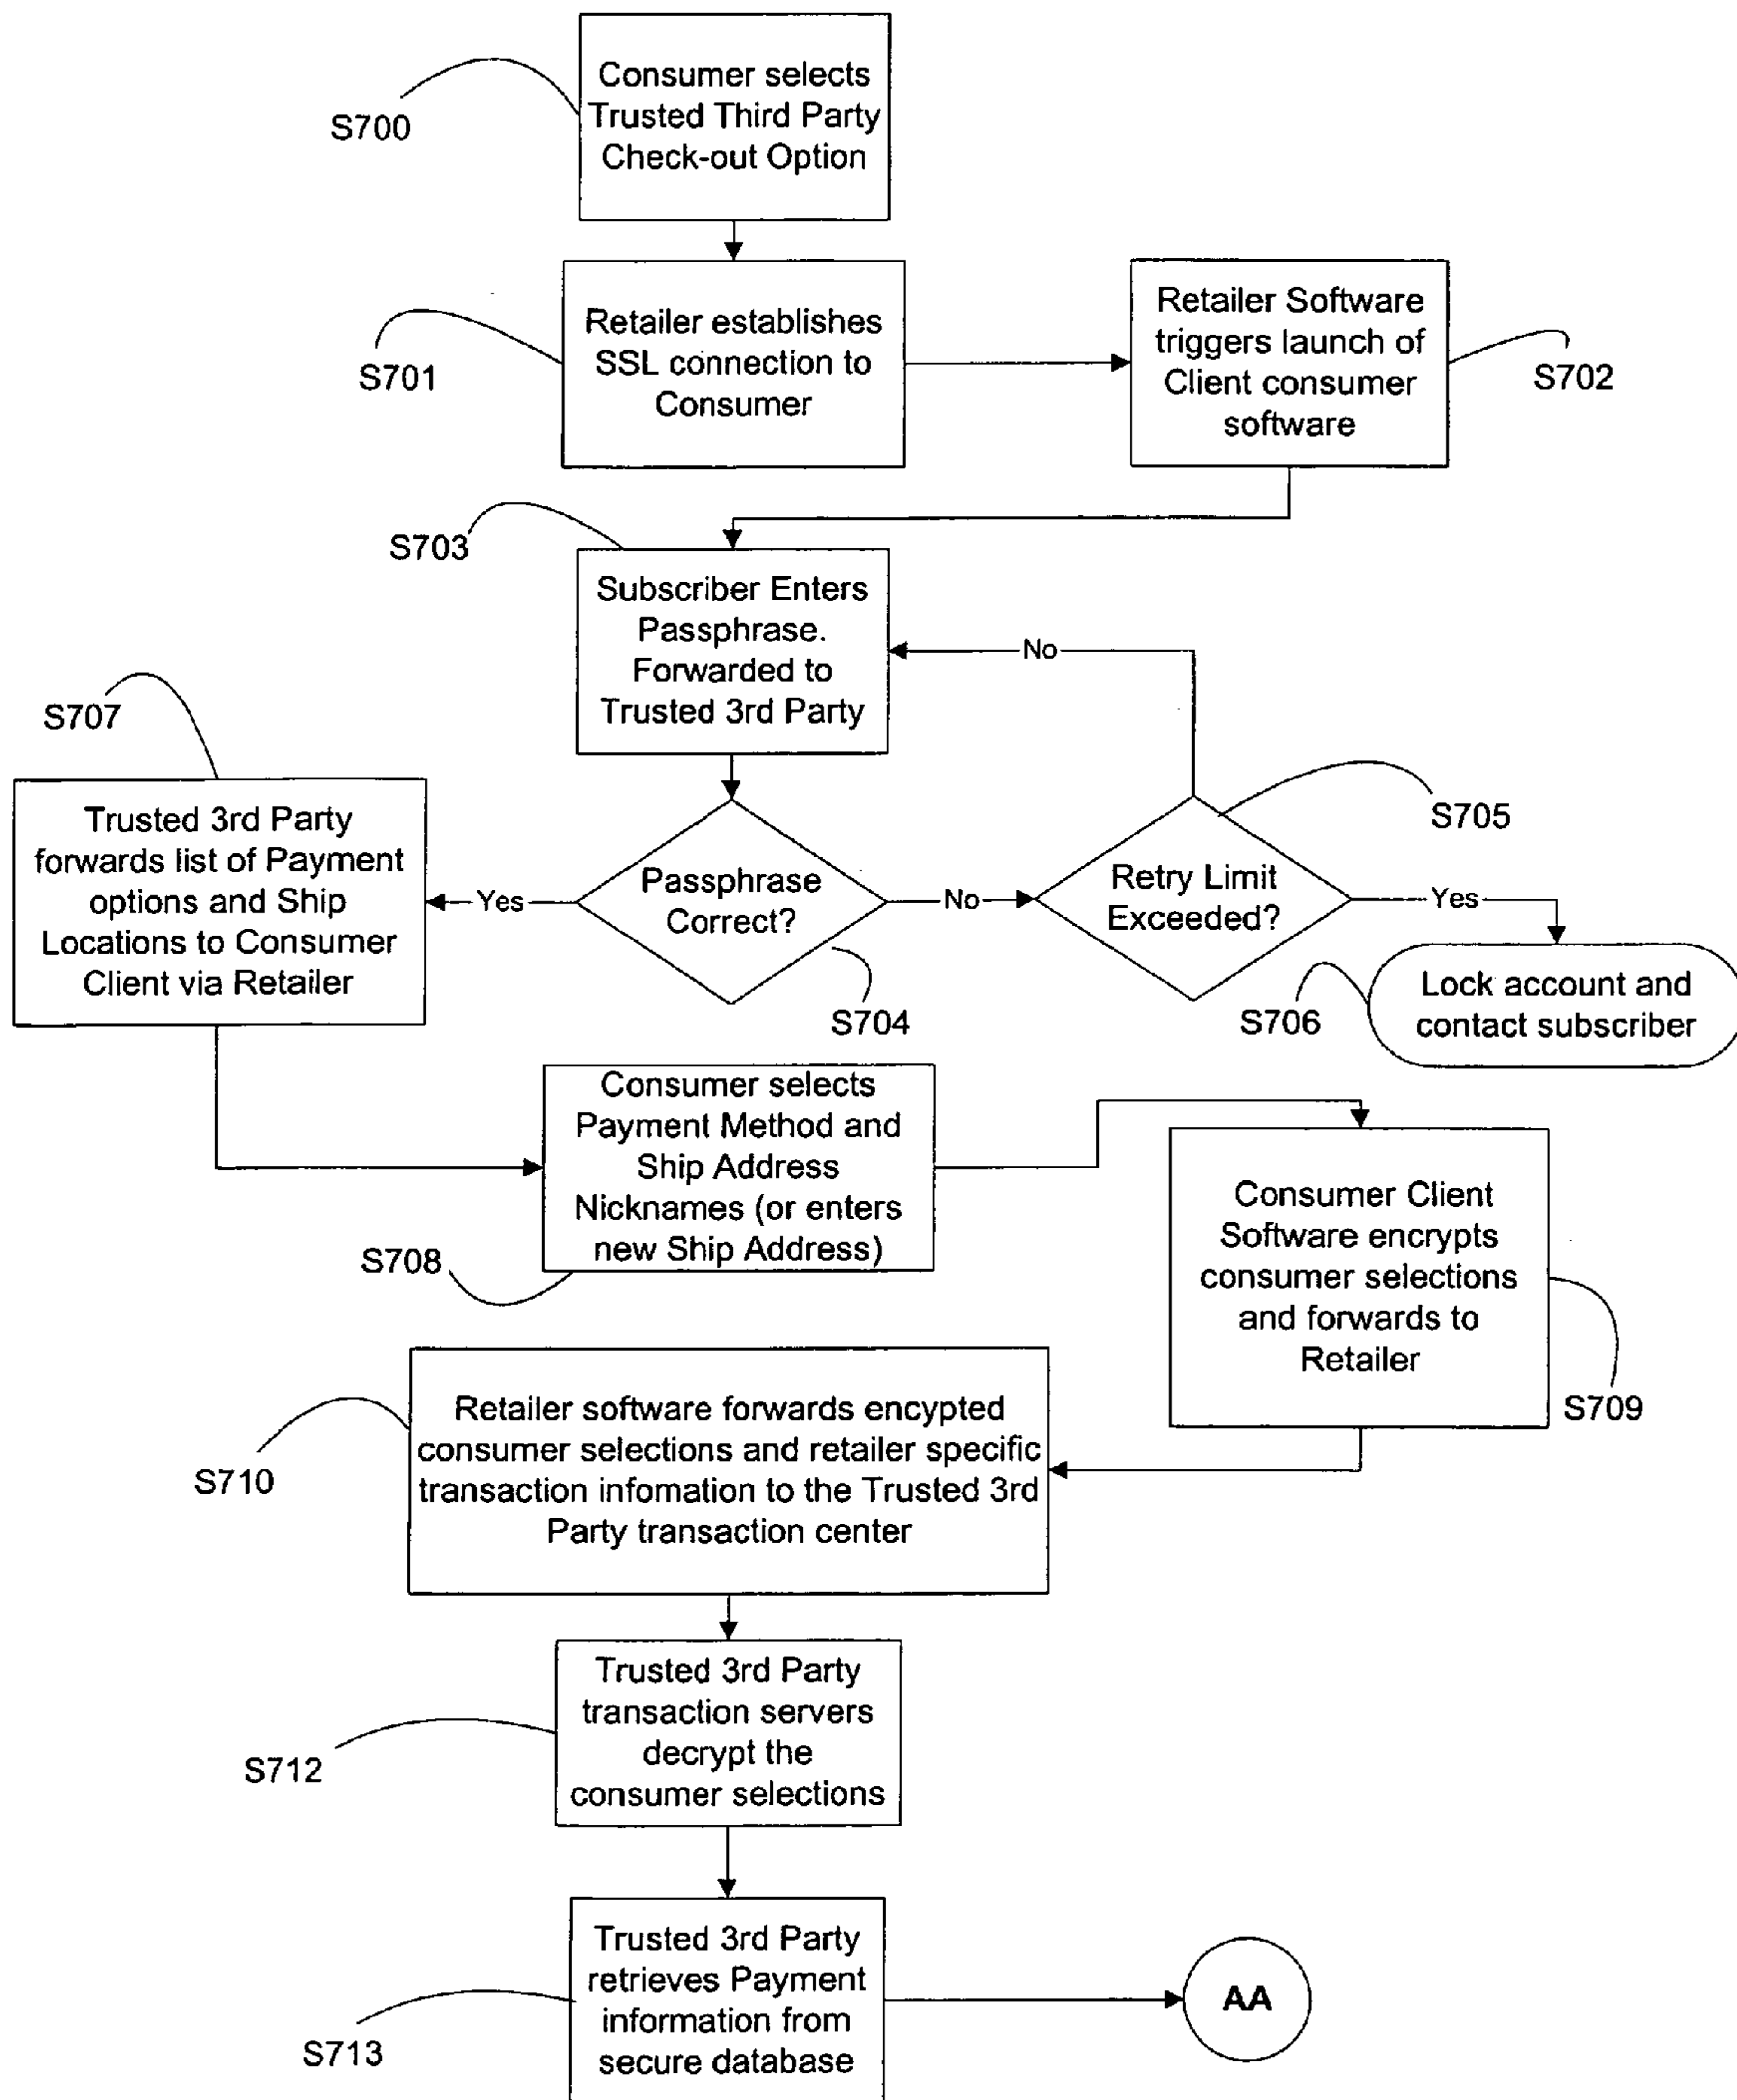 Consumer selects
Trusted Third Party
Check-out Option
S700
Retailer establishes
SSL connection to
Consumer
S701
Retailer Software
triggers launch of
Client consumer
software
S702
S703
Subscriber Enters
Passphrase.
Forwarded to
Trusted 3rd Party
No
S707
Trusted 3rd Party
forwards list of Payment
options and Ship
Locations to Consumer
Client via Retailer
Yes
Passphrase
Correct?
S704
No
Retry Limit
Exceeded?
S705
Yes
S706
Lock account and
contact subscriber
Consumer selects
Payment Method and
Ship Address
Nicknames (or enters
new Ship Address)
S708
Consumer Client
Software encrypts
consumer selections
and forwards to
Retailer
S709
Retailer software forwards encypted
consumer selections and retailer specific
transaction infomation to the Trusted 3rd
Party transaction center
S710
Trusted 3rd Party
transaction servers
decrypt the
consumer selections
S712
Trusted 3rd Party
retrieves Payment
information from
secure database
S713
AA